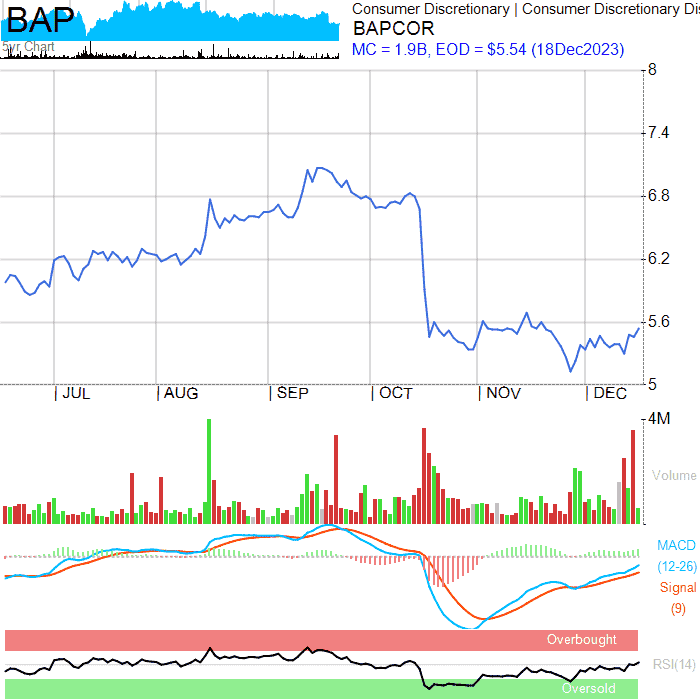 BAP
5yr Chart
Consumer Discretionary | Consumer Discretionary Dis
BAPCOR
MC = 1.9B, EOD = $5.54 (18Dec2023)
8
7.4
6.8
6.2
5.6
5
| JUL | AUG | SEP | OCT | NOV | DEC
4M
Volume
MACD
(12-26)
Signal
(9)
Overbought
RSI(14)
Oversold